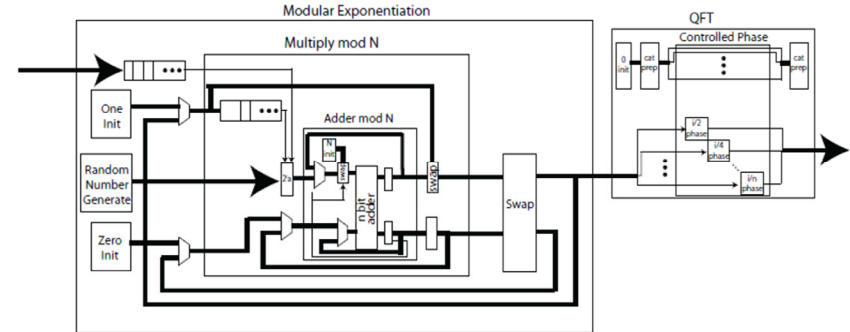 Modular Exponentiation
QFT
Multiply mod N
Controlled Phase
0
init
cat
prep
cat
prep
One
Init
Adder mod N
N
init
i/2
phase
i/4
phase
i/n
phase
Random
Number
Generate
swap
n bit
adder
swap
Swap
Zero
Init